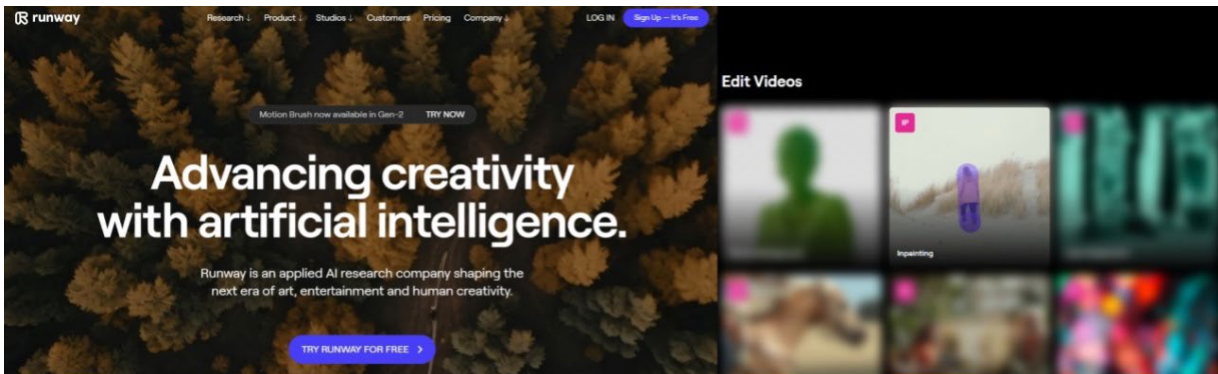 runway
Research ↓ Product ↓ Studios ↓ Customers Pricing Company ↓
LOG IN
Sign Up — It's Free
Motion Brush now available in Gen-2 TRY NOW
Advancing creativity
with artificial intelligence.
Runway is an applied AI research company shaping the
next era of art, entertainment and human creativity.
TRY RUNWAY FOR FREE >
Edit Videos
IP
Inpainting